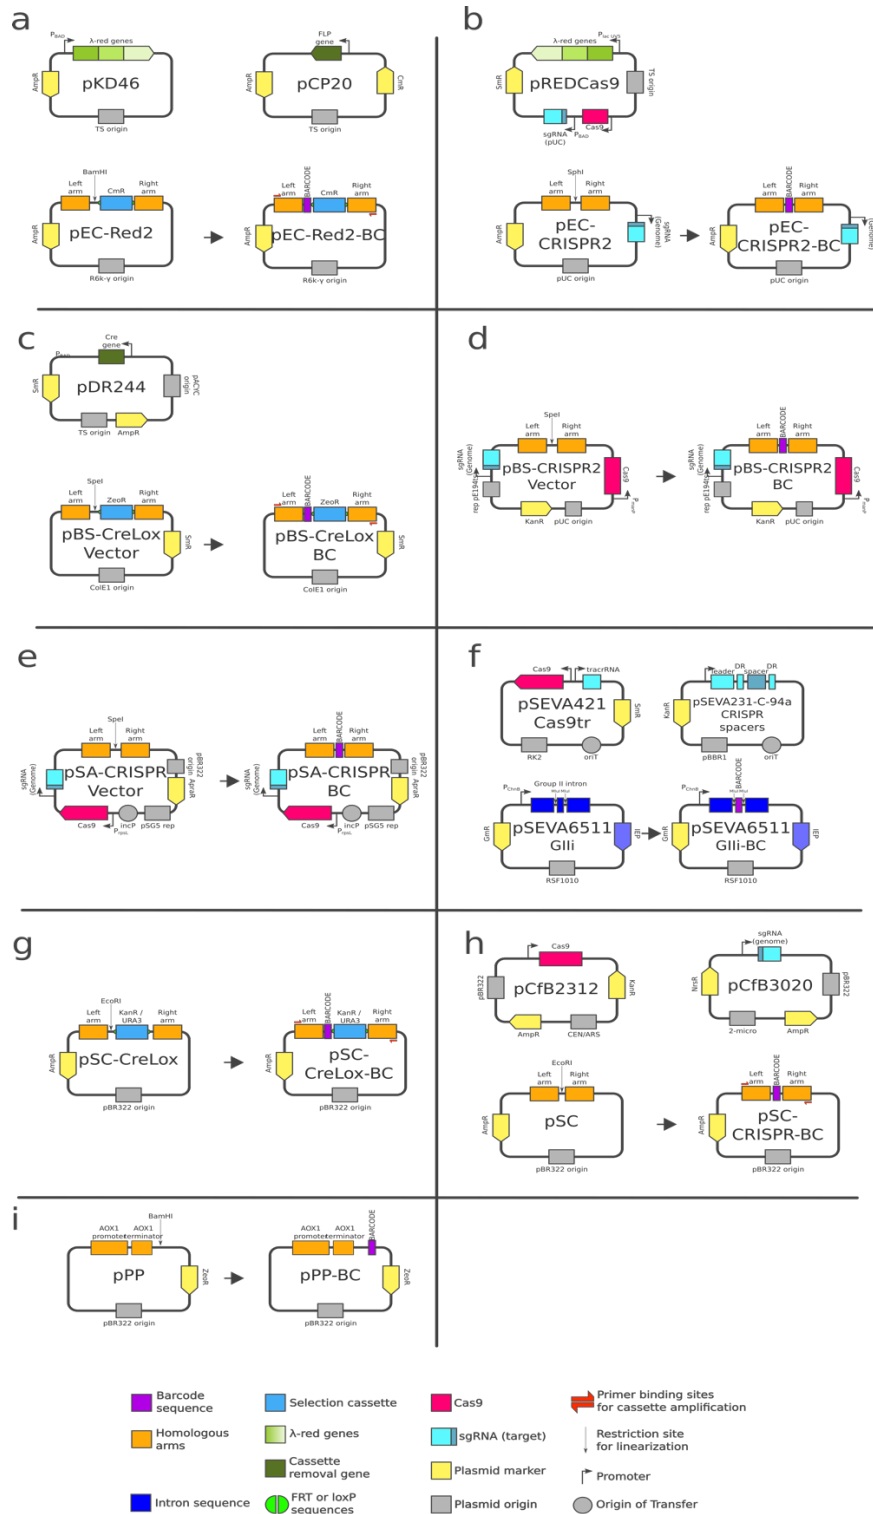 a
P_BAD
λ-red genes
AmpR
pKD46
TS origin
FLP
gene
AmpR
pCP20
CmR
TS origin
BamHI
Left
arm
CmR
Right
arm
AmpR
pEC-Red2
R6k-γ origin
Left
arm
BARCODE
CmR
Right
arm
AmpR
pEC-Red2-BC
R6k-γ origin
b
λ-red genes
P_lac UV5
SmR
pREDCas9
TS origin
sgRNA
(pUC)
P_BAD
Cas9
SphI
Left
arm
Right
arm
AmpR
pEC-
CRISPR2
sgRNA
(Genome)
pUC origin
Left
arm
BARCODE
Right
arm
AmpR
pEC-
CRISPR2-BC
(Genome)
pUC origin
c
Cre
gene
P_BAD
SmR
pDR244
pACYC
origin
TS origin
AmpR
SpeI
Left
arm
ZeoR
Right
arm
pBS-CreLox
Vector
SmR
ColE1 origin
Left
arm
BARCODE
ZeoR
Right
arm
pBS-CreLox
BC
SmR
ColE1 origin
d
SpeI
Left
arm
Right
arm
sgRNA
(Genome)
rep pE194ts
pBS-CRISPR2
Vector
Cas9
KanR
pUC origin
Left
arm
BARCODE
Right
arm
sgRNA
(Genome)
rep pE194ts
pBS-CRISPR2
BC
Cas9
KanR
pUC origin
e
SpeI
Left
arm
Right
arm
sgRNA
(Genome)
pSA-CRISPR
Vector
pBR322
origin
ApraR
Cas9
P_rpsL
incP
pSG5 rep
Left
arm
BARCODE
Right
arm
sgRNA
(Genome)
pSA-CRISPR
BC
pBR322
origin
ApraR
Cas9
P_rpsL
incP
pSG5 rep
f
Cas9
tracrRNA
pSEVA421
Cas9tr
SmR
RK2
oriT
leader
DR
spacer
DR
KanR
pSEVA231-C-94a
CRISPR
spacers
pBBR1
oriT
Group II intron
P_ChnB
MluI
MluI
GmR
pSEVA6511
GIIi
IEP
RSF1010
BARCODE
P_ChnB
MluI
MluI
GmR
pSEVA6511
GIIi-BC
IEP
RSF1010
g
EcoRI
Left
arm
KanR /
URA3
Right
arm
AmpR
pSC-CreLox
pBR322 origin
Left
arm
BARCODE
KanR /
URA3
Right
arm
AmpR
pSC-
CreLox-BC
pBR322 origin
h
Cas9
pBR322
pCfB2312
KanR
AmpR
CEN/ARS
sgRNA
(genome)
NrsR
pCfB3020
pBR322
2-micro
AmpR
EcoRI
Left
arm
Right
arm
AmpR
pSC
pBR322 origin
Left
arm
BARCODE
Right
arm
AmpR
pSC-
CRISPR-BC
pBR322 origin
i
BamHI
AOX1
promoter
AOX1
terminator
pPP
ZeoR
pBR322 origin
AOX1
promoter
AOX1
terminator
BARCODE
pPP-BC
ZeoR
pBR322 origin
Barcode
sequence
Selection cassette
Cas9
Primer binding sites
for cassette amplification
Homologous
arms
λ-red genes
sgRNA (target)
Restriction site
for linearization
Cassette
removal gene
Plasmid marker
Promoter
Intron sequence
FRT or loxP
sequences
Plasmid origin
Origin of Transfer